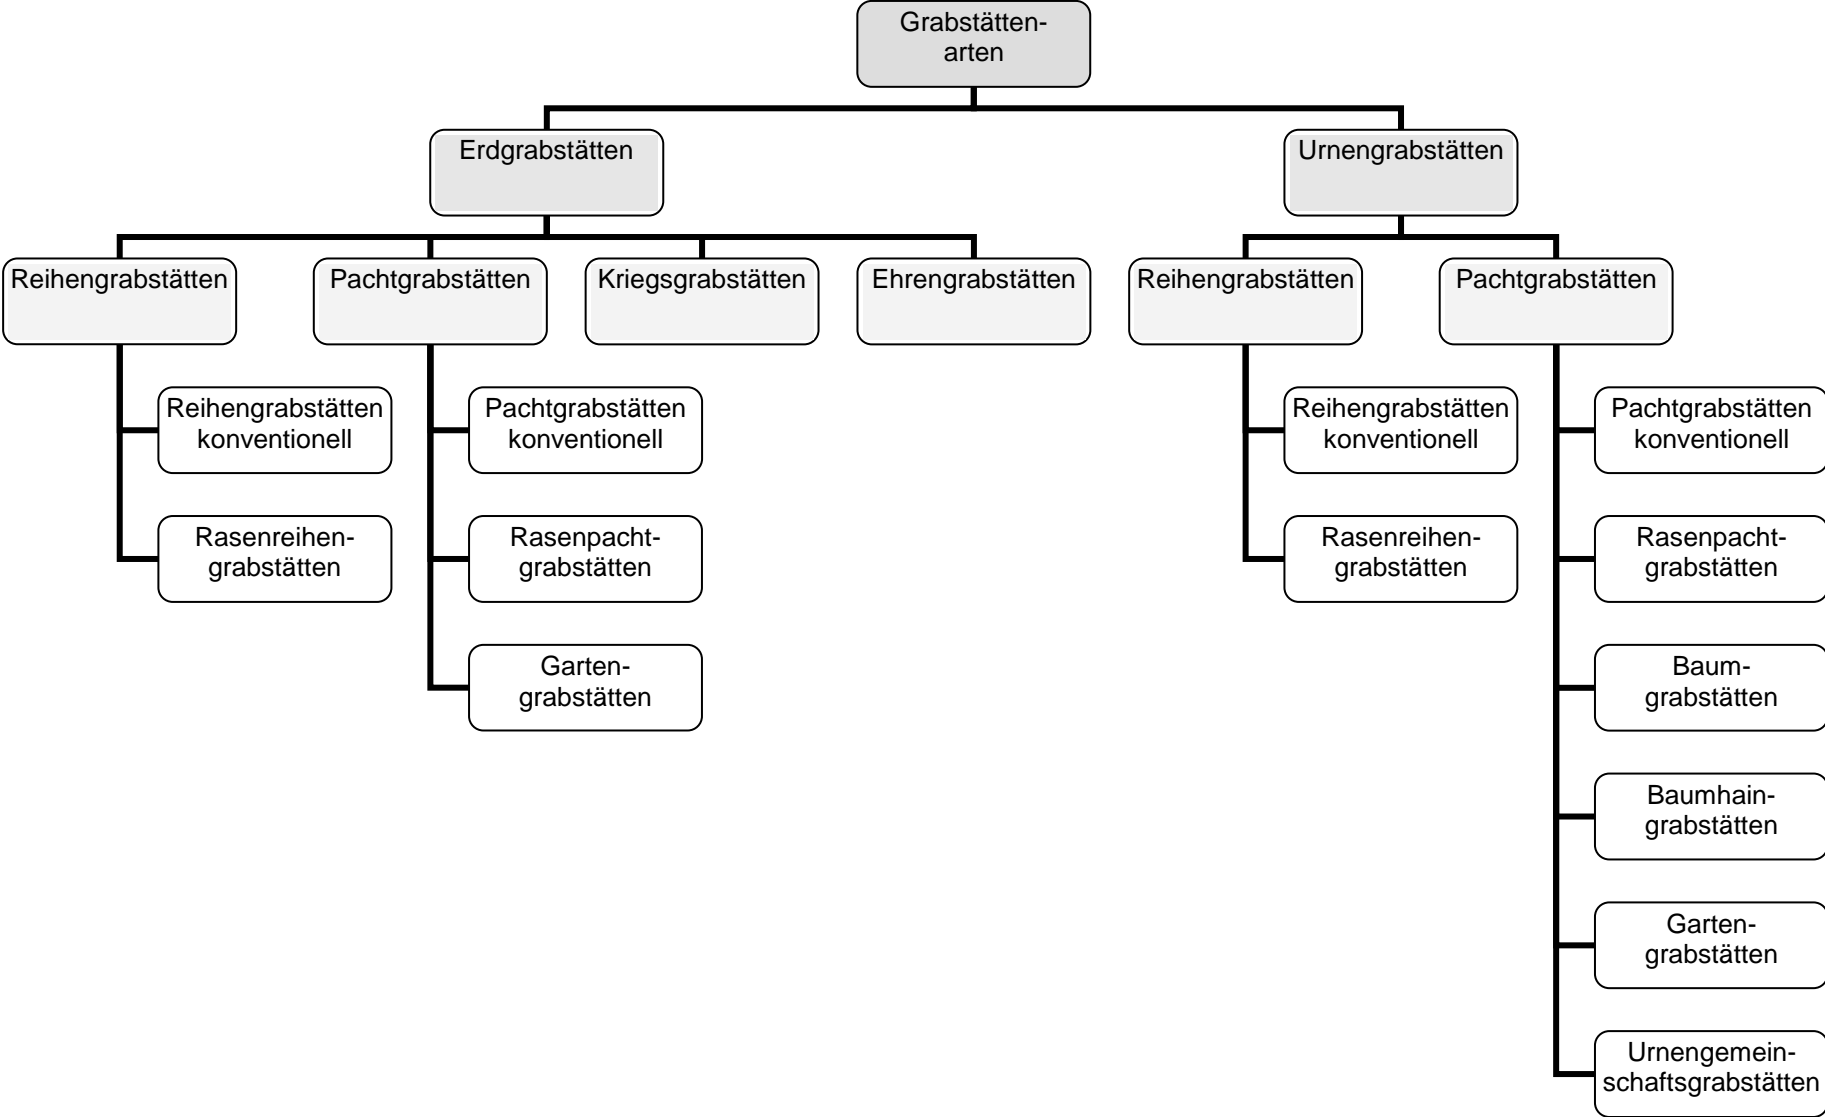 Grabstätten-
arten
Erdgrabstätten
Urnengrabstätten
Reihengrabstätten
Pachtgrabstätten
Kriegsgrabstätten
Ehrengrabstätten
Reihengrabstätten
Pachtgrabstätten
Reihengrabstätten
konventionell
Pachtgrabstätten
konventionell
Reihengrabstätten
konventionell
Pachtgrabstätten
konventionell
Rasenreihen-
grabstätten
Rasenpacht-
grabstätten
Rasenreihen-
grabstätten
Rasenpacht-
grabstätten
Garten-
grabstätten
Baum-
grabstätten
Baumhain-
grabstätten
Garten-
grabstätten
Urnengemein-
schaftsgrabstätten